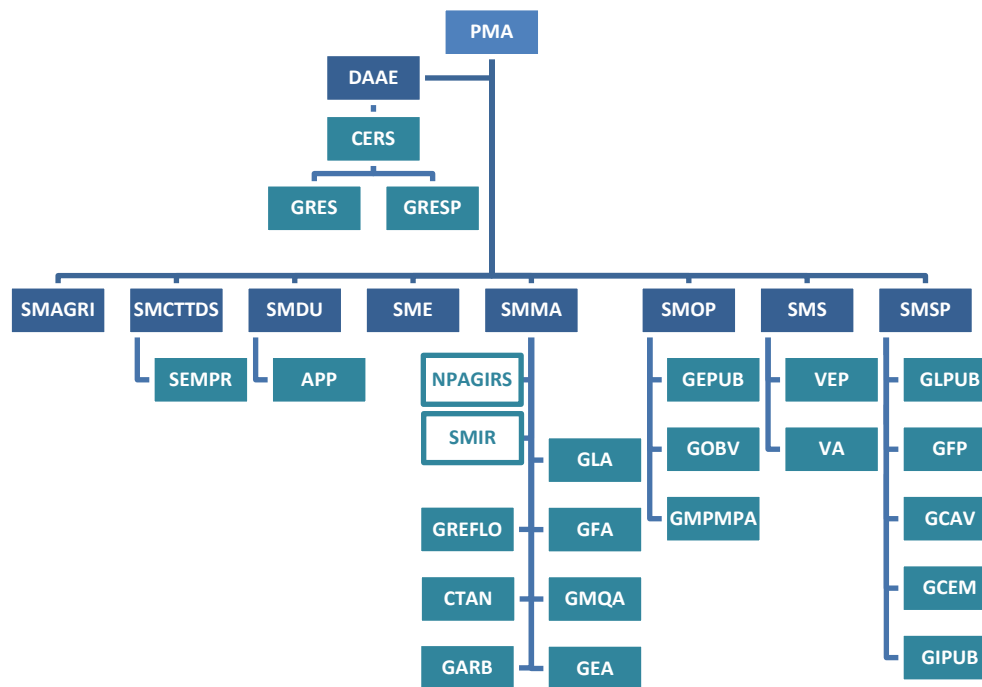 PMA
DAAE
CERS
GRES GRESP
SMAGRI SMCTTDS SMDU SME SMMA SMOP SMS SMSP
SEMPR APP NPAGIRS GEPUB VEP GLPUB
SMIR GLA GOBV VA GFP
GREFLO GFA GMPMPA GCAV
CTAN GMQA GCEM
GARB GEA GIPUB